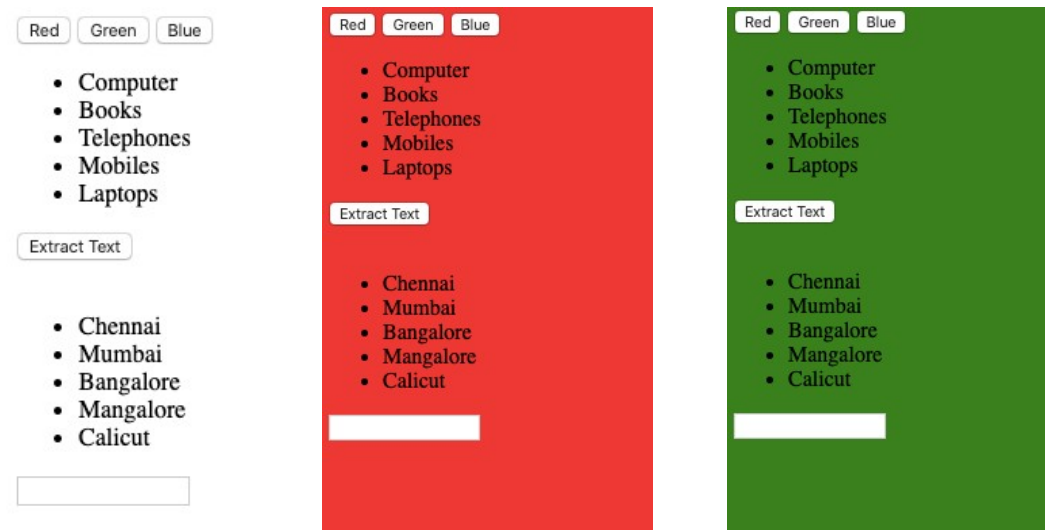 Red Green Blue
Computer
Books
Telephones
Mobiles
Laptops
Extract Text
Chennai
Mumbai
Bangalore
Mangalore
Calicut
Red Green Blue
Computer
Books
Telephones
Mobiles
Laptops
Extract Text
Chennai
Mumbai
Bangalore
Mangalore
Calicut
Red Green Blue
Computer
Books
Telephones
Mobiles
Laptops
Extract Text
Chennai
Mumbai
Bangalore
Mangalore
Calicut